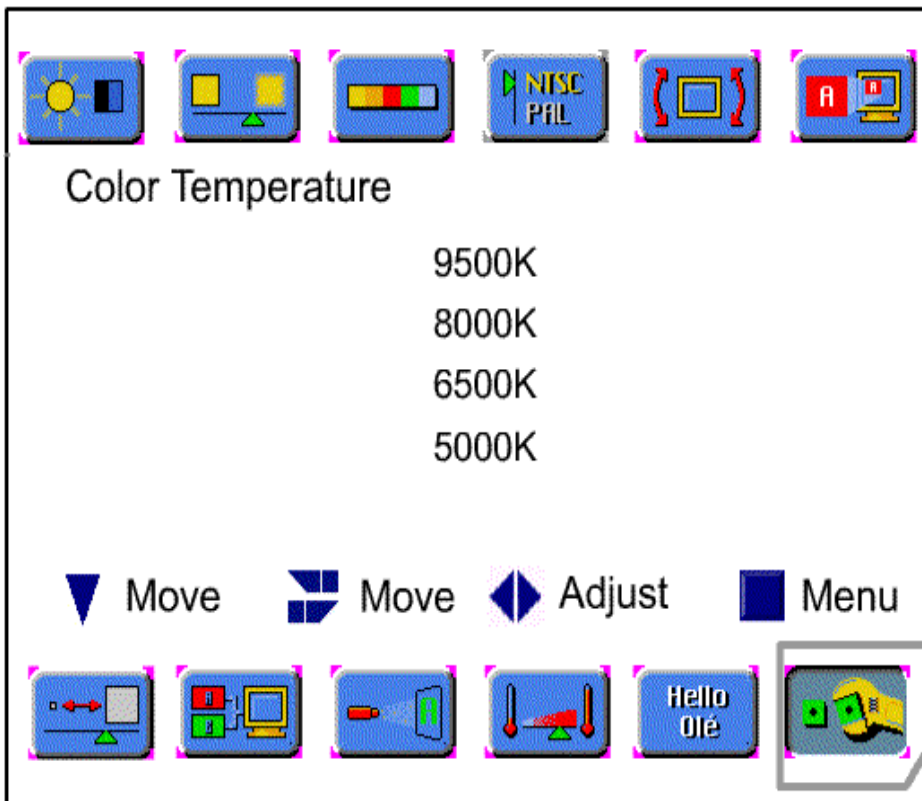 NTSC
PAL
A
A
Color Temperature
9500K
8000K
6500K
5000K
Move Move Adjust Menu
A
Hello
Olé